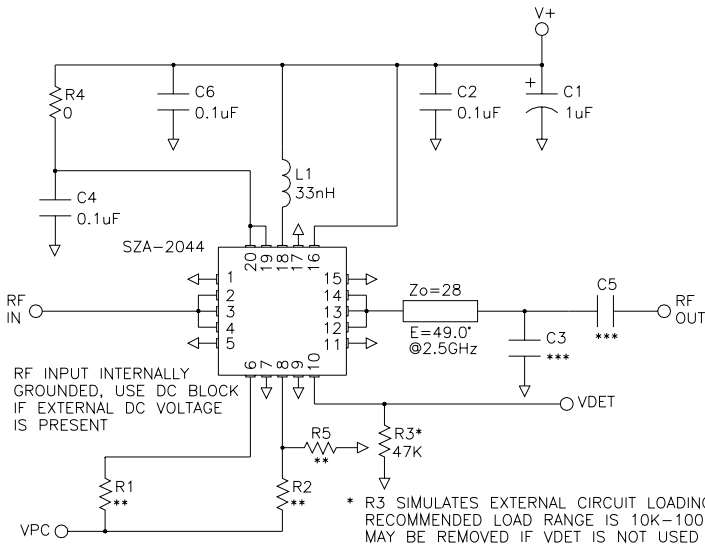 V+
R4
0
C6
0.1uF
C2
0.1uF
+
C1
1uF
L1
33nH
C4
0.1uF
SZA-2044
20
19
18
17
16
1
2
3
4
5
15
14
13
12
11
6
7
8
9
10
RF
IN
Zo=28
E=49.0°
@2.5GHz
C5
***
RF
OUT
C3
***
RF INPUT INTERNALLY
GROUNDED, USE DC BLOCK
IF EXTERNAL DC VOLTAGE
IS PRESENT
VDET
R5
**
R3*
47K
R1
**
R2
**
VPC
* R3 SIMULATES EXTERNAL CIRCUIT LOADING
RECOMMENDED LOAD RANGE IS 10K-100
MAY BE REMOVED IF VDET IS NOT USED